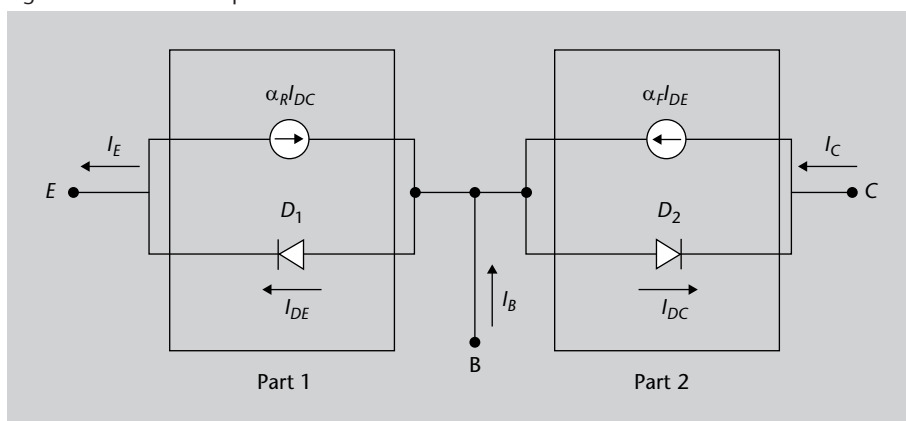 α_R I_DC
α_F I_DE
I_E
I_C
E
C
D_1
D_2
I_DE
I_B
I_DC
B
Part 1
Part 2